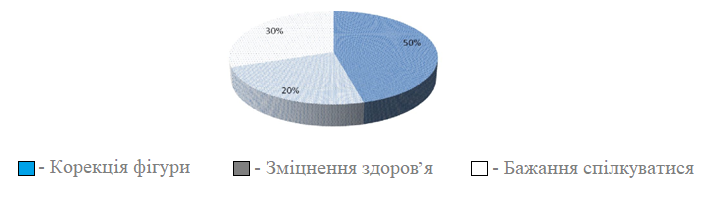 30%
50%
20%
- Корекція фігури - Зміцнення здоров’я - Бажання спілкуватися